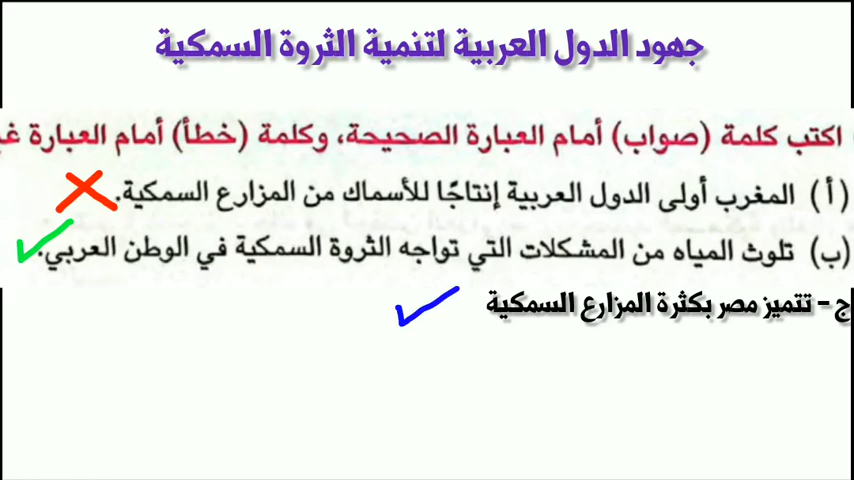 جهود الدول العربية لتنمية الثروة السمكية
اكتب كلمة (صواب) أمام العبارة الصحيحة، وكلمة (خطأ) أمام العبارة
(أ) المغرب أولى الدول العربية إنتاجًا للأسماك من المزارع السمكية.
(ب) تلوث المياه من المشكلات التي تواجه الثروة السمكية في الوطن العربي.
ج - تتميز مصر بكثرة المزارع السمكية